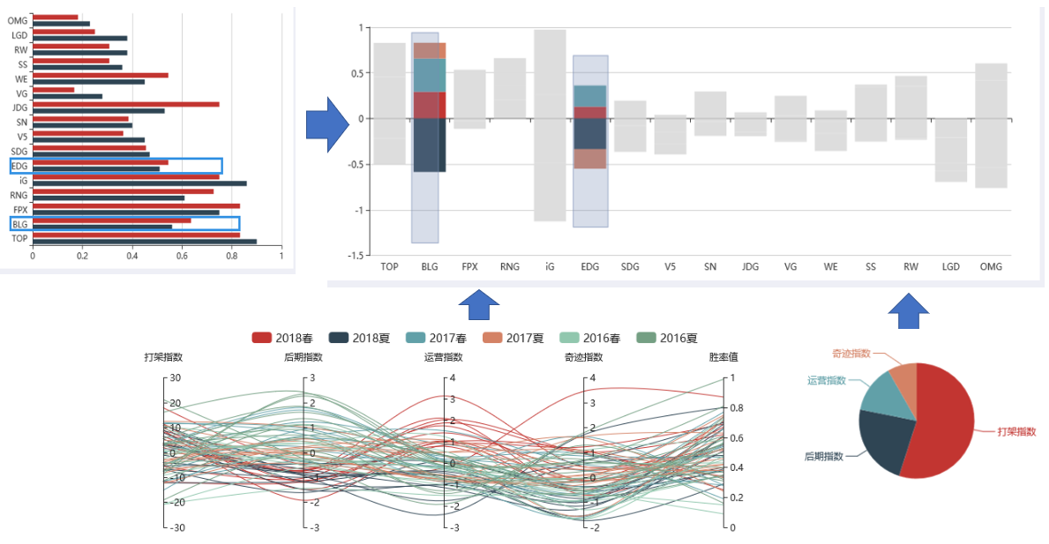 OMG
LGD
RW
SS
WE
VG
JDG
SN
V5
SDG
EDG
iG
RNG
FPX
BLG
TOP
0 0.2 0.4 0.6 0.8 1
1
0.5
0
-0.5
-1
-1.5
TOP BLG FPX RNG iG EDG SDG V5 SN JDG VG WE SS RW LGD OMG
2018春 2018夏 2017春 2017夏 2016春 2016夏
打架指数 后期指数 运营指数 奇迹指数 胜率值
30 3 4 4 1
20 2 3 3 0.8
10 1 2 2 0.6
0 0 1 1 0.4
-10 -1 0 0 0.2
-20 -2 -1 -1 0
-30 -3 -2 -2
-3
奇迹指数
运营指数
打架指数
后期指数